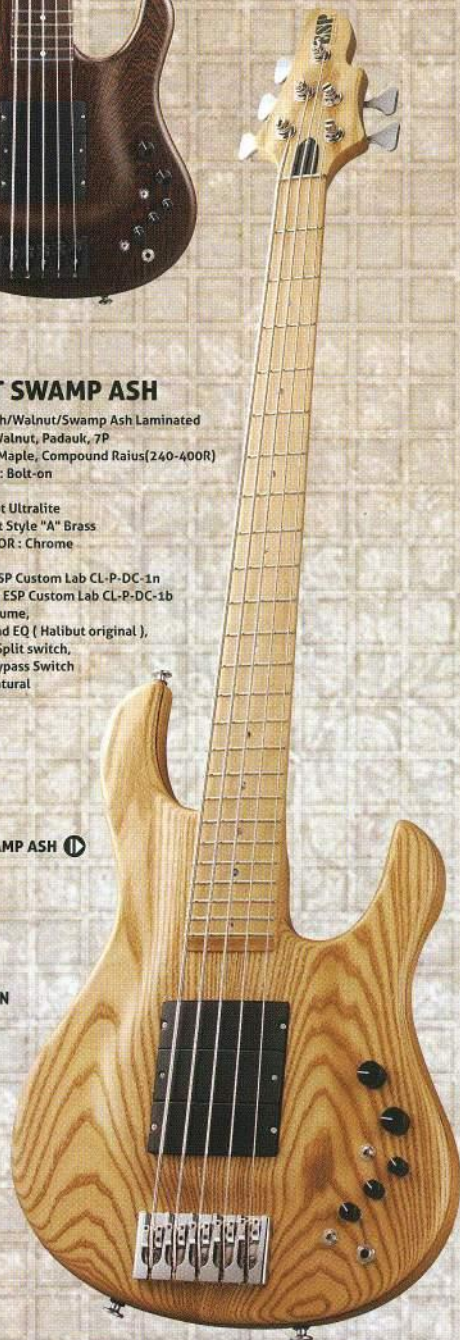 ESP
SWAMP ASH
h/Walnut/Swamp Ash Laminated
Walnut, Padauk, 7P
Maple, Compound Raius(240-400R)
: Bolt-on
t Ultralite
t Style "A" Brass
OR : Chrome
SP Custom Lab CL-P-DC-1n
ESP Custom Lab CL-P-DC-1b
ume,
d EQ ( Halibut original ),
Split switch,
ypass Switch
tural
MP ASH
N